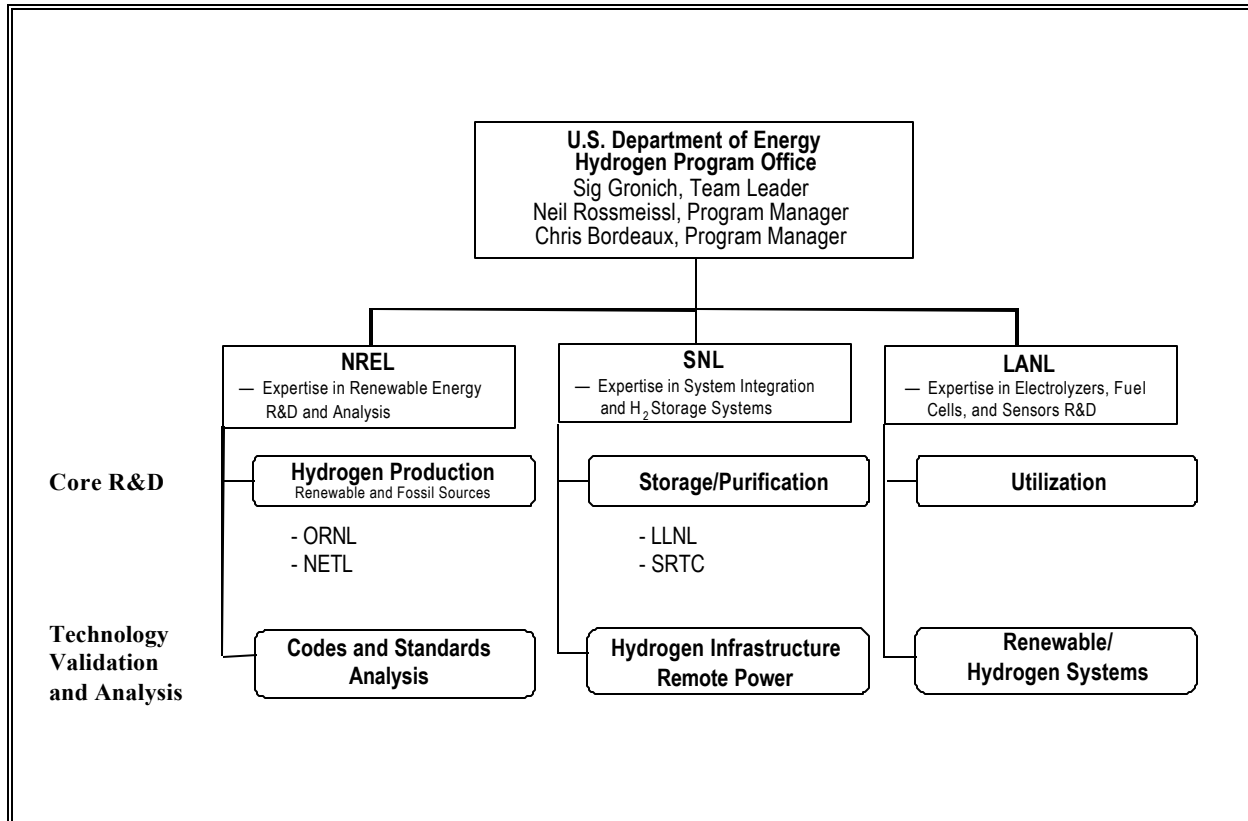 U.S. Department of Energy
Hydrogen Program Office
Sig Gronich, Team Leader
Neil Rossmeissl, Program Manager
Chris Bordeaux, Program Manager
NREL
— Expertise in Renewable Energy
R&D and Analysis
SNL
— Expertise in System Integration
and H₂ Storage Systems
LANL
— Expertise in Electrolyzers, Fuel
Cells, and Sensors R&D
Core R&D
Hydrogen Production
Renewable and Fossil Sources
- ORNL
- NETL
Storage/Purification
- LLNL
- SRTC
Utilization
Technology
Validation
and Analysis
Codes and Standards
Analysis
Hydrogen Infrastructure
Remote Power
Renewable/
Hydrogen Systems